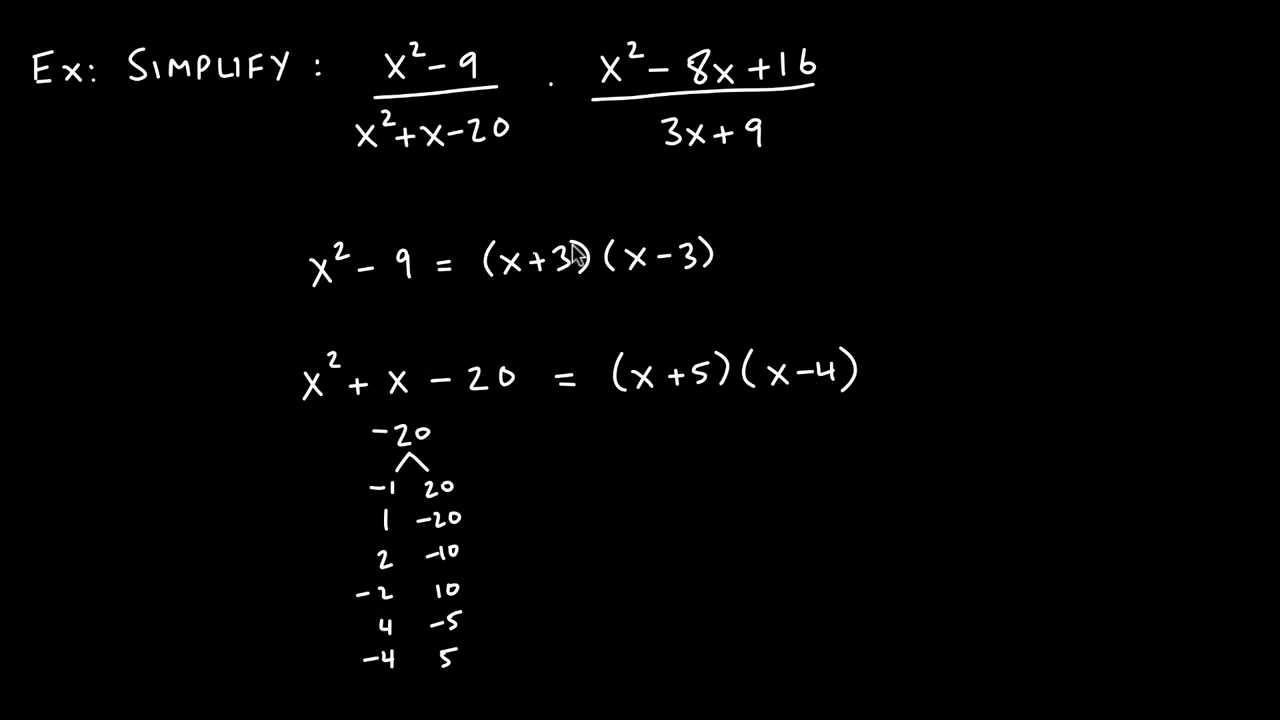 Ex: SIMPLIFY: x² - 9 / x² + x - 20 · x² - 8x + 16 / 3x + 9
x² - 9 = (x + 3)(x - 3)
x² + x - 20 = (x + 5)(x - 4)
-20
-1 20
1 -20
2 -10
-2 10
4 -5
-4 5